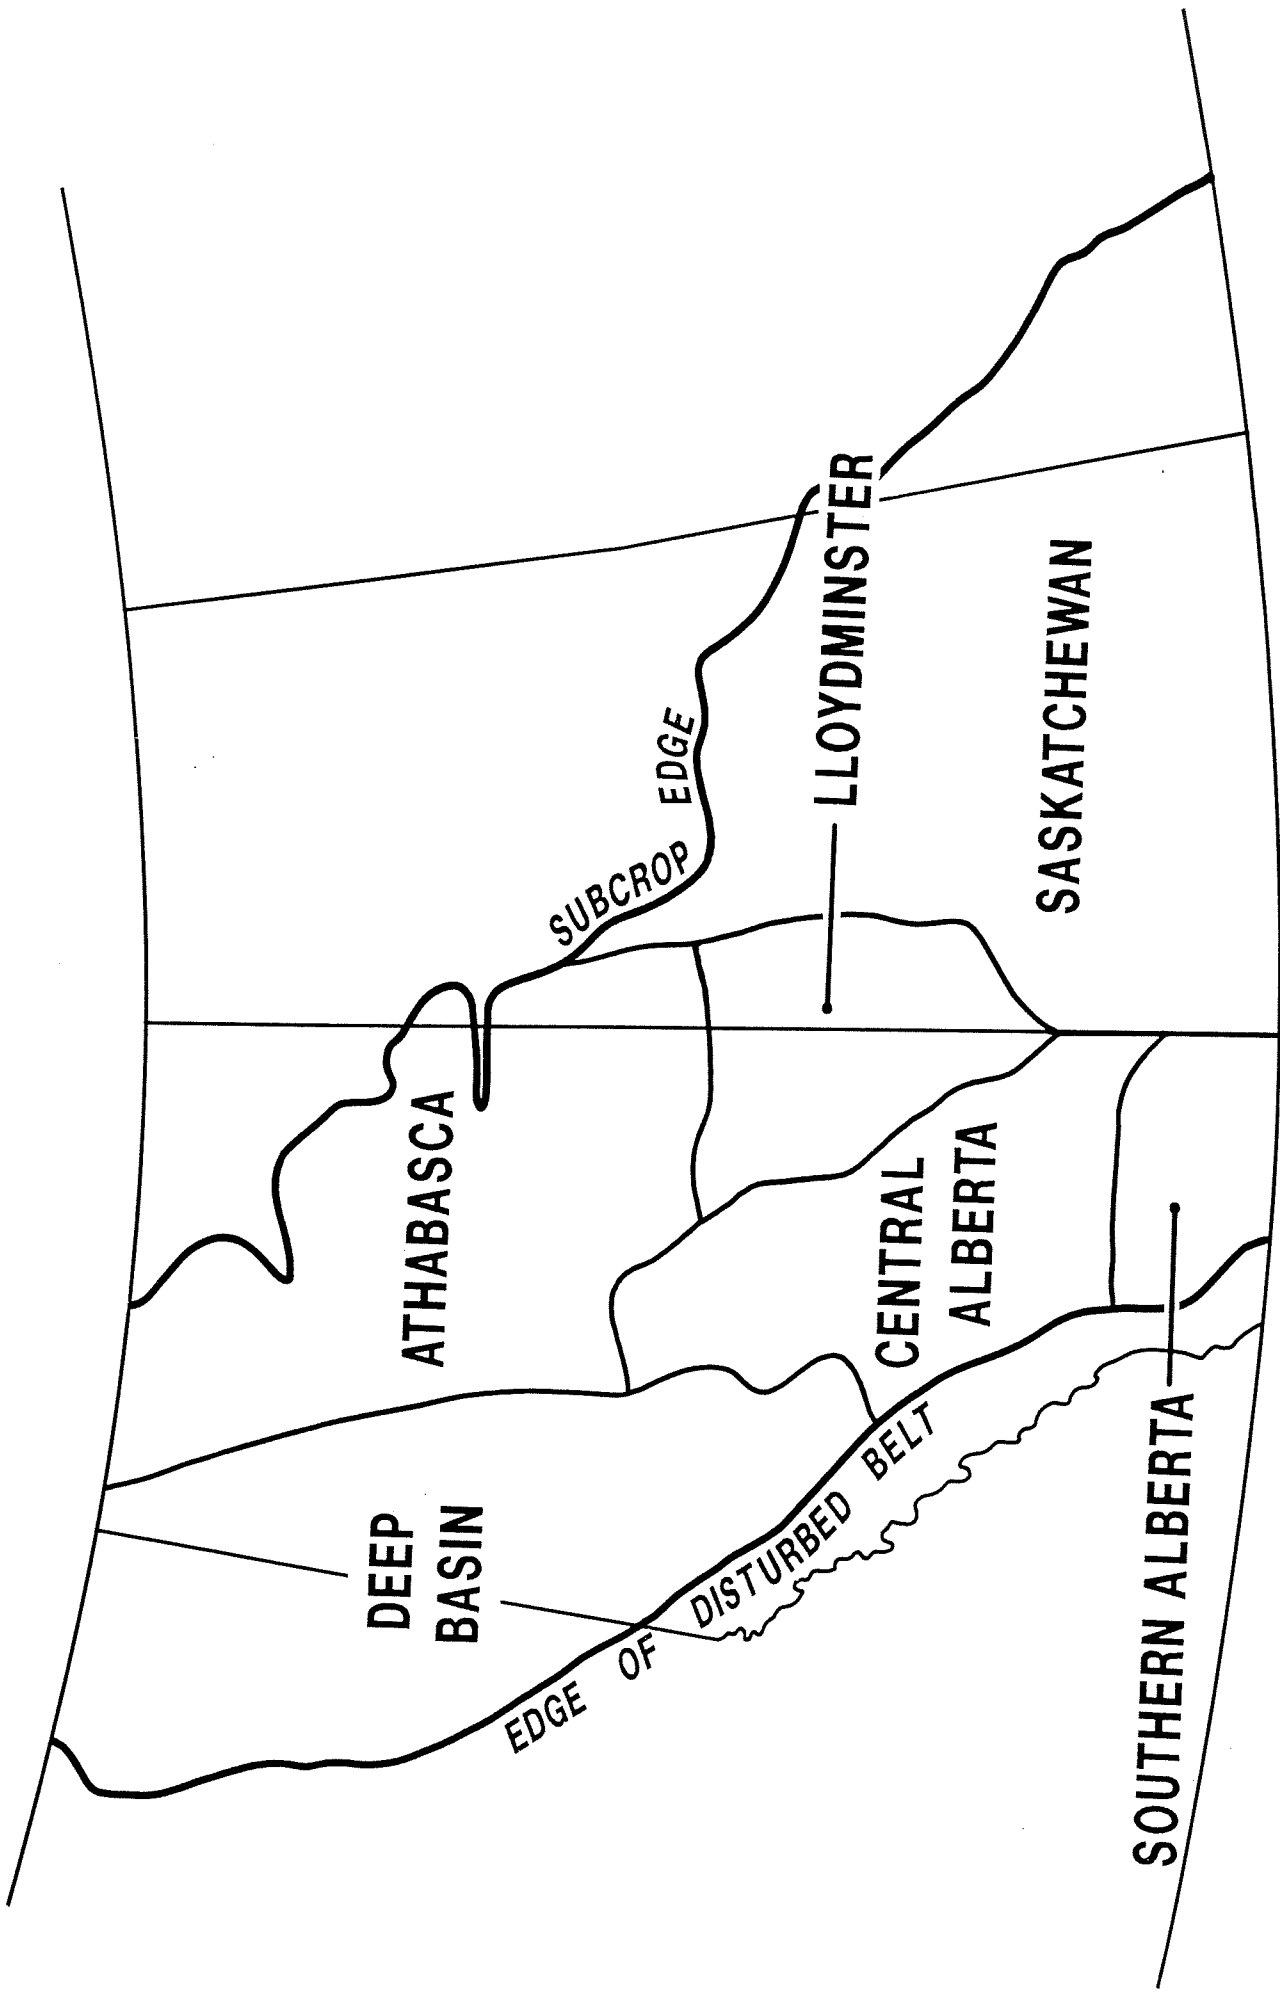 ATHABASCA
SUBCROP EDGE
DEEP
BASIN
LLOYDMINSTER
EDGE OF DISTURBED BELT
CENTRAL
ALBERTA
SASKATCHEWAN
SOUTHERN ALBERTA